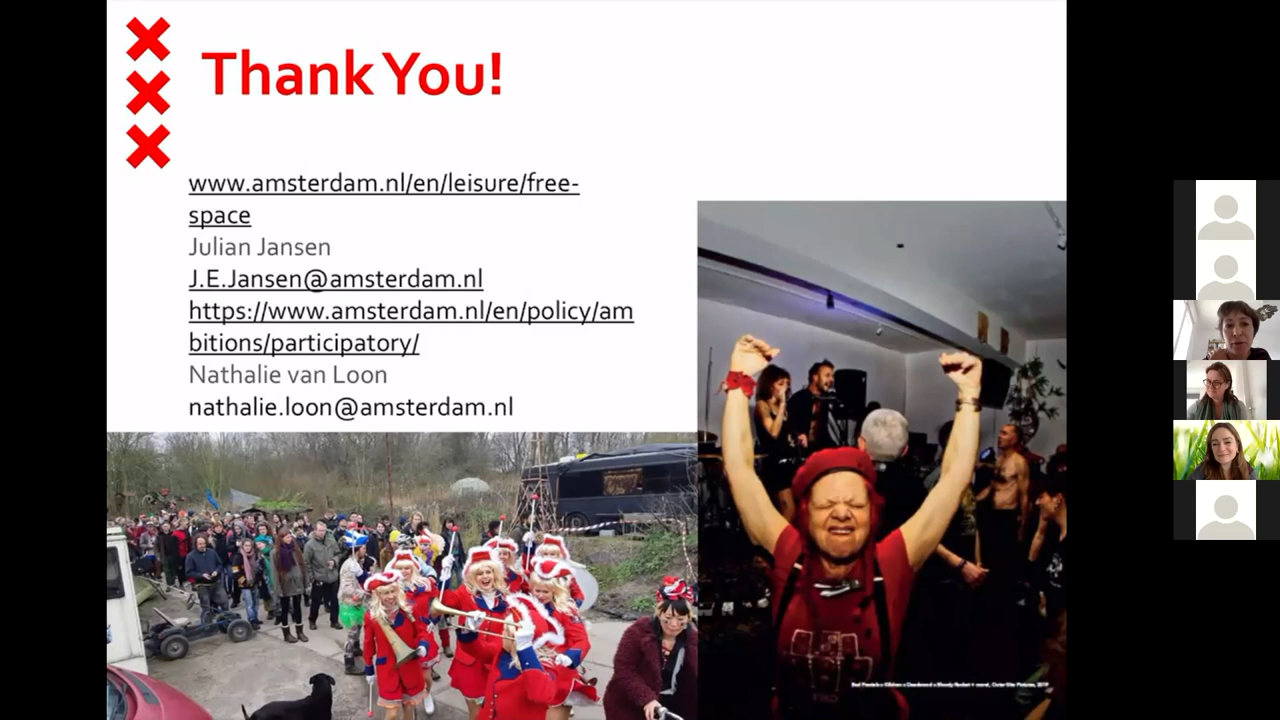 Thank You!
www.amsterdam.nl/en/leisure/free-
space
Julian Jansen
J.E.Jansen@amsterdam.nl
https://www.amsterdam.nl/en/policy/am
bitions/participatory/
Nathalie van Loon
nathalie.loon@amsterdam.nl